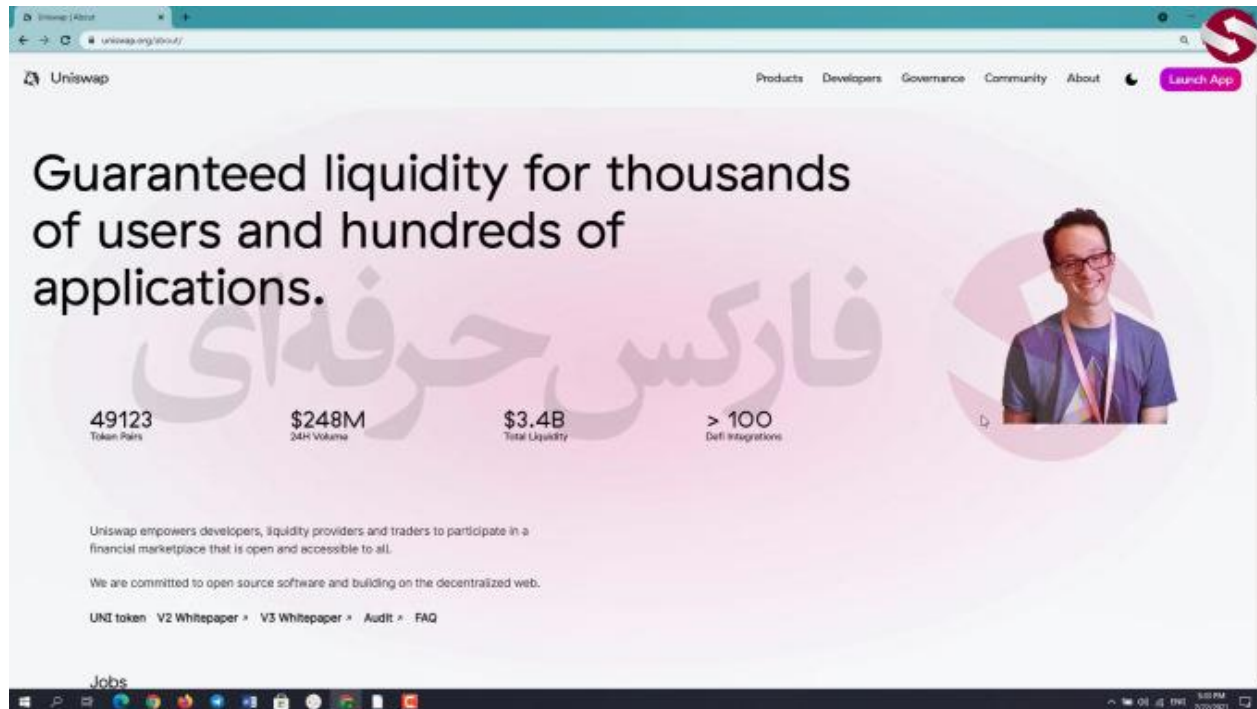 Uniswap | About
uniswap.org/about/
Uniswap
Products Developers Governance Community About Launch App
Guaranteed liquidity for thousands
of users and hundreds of
applications.
فارکس حرفه‌ای
49123 $248M $3.4B > 100
Token Pairs 24H Volume Total Liquidity Defi Integrations
Uniswap empowers developers, liquidity providers and traders to participate in a
financial marketplace that is open and accessible to all.
We are committed to open source software and building on the decentralized web.
UNI token V2 Whitepaper ↗ V3 Whitepaper ↗ Audit ↗ FAQ
Jobs
ENG